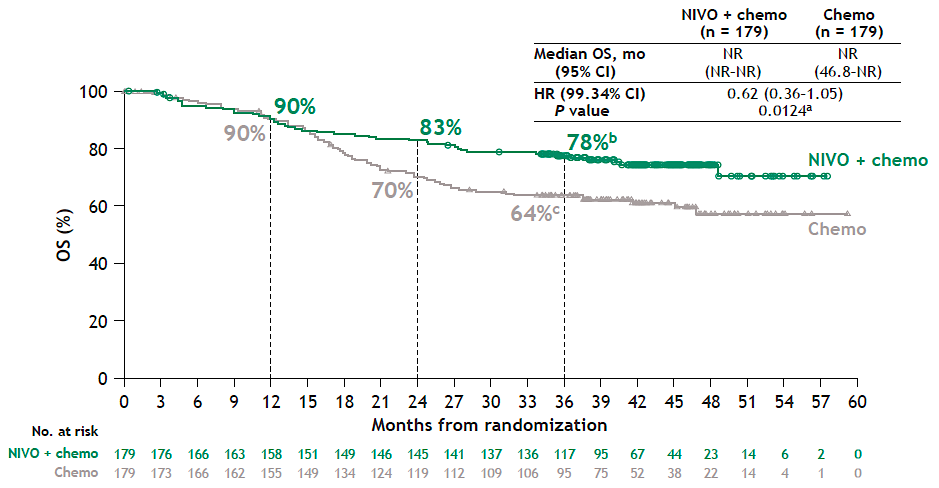 NIVO + chemo Chemo
(n = 179) (n = 179)
Median OS, mo NR NR
(95% CI) (NR-NR) (46.8-NR)
HR (99.34% CI) 0.62 (0.36-1.05)
P value 0.0124ᵃ
100
90%
90%
83%
78%ᵇ
NIVO + chemo
80
70%
60
64%ᶜ
Chemo
OS (%)
40
20
0
0 3 6 9 12 15 18 21 24 27 30 33 36 39 42 45 48 51 54 57 60
Months from randomization
No. at risk
NIVO + chemo 179 176 166 163 158 151 149 146 145 141 137 136 117 95 67 44 23 14 6 2 0
Chemo 179 173 166 162 155 149 134 124 119 112 108 106 95 75 52 38 22 14 4 1 0